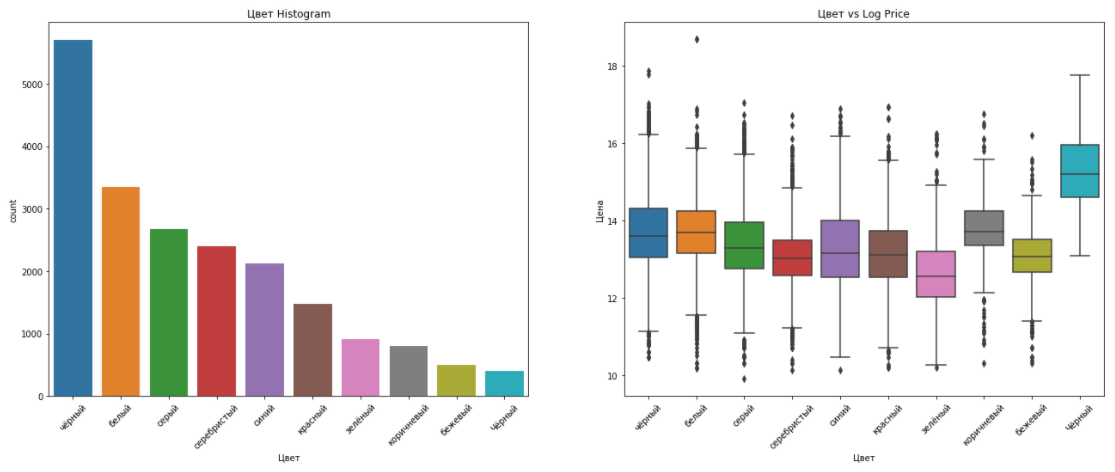 Цвет Histogram
count
5000
4000
3000
2000
1000
0
чёрный
белый
серый
серебристый
синий
красный
зелёный
коричневый
бежевый
Чёрный
Цвет
Цвет vs Log Price
Цена
18
16
14
12
10
чёрный
белый
серый
серебристый
синий
красный
зелёный
коричневый
бежевый
Чёрный
Цвет